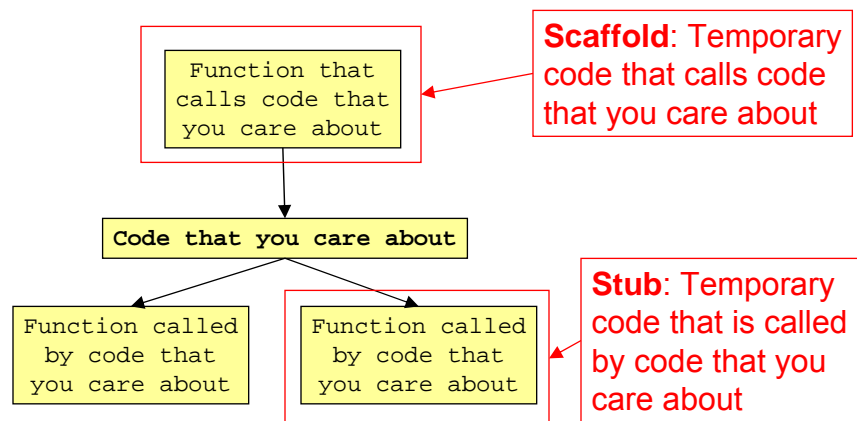 Function that
calls code that
you care about
Scaffold: Temporary
code that calls code
that you care about
Code that you care about
Function called
by code that
you care about
Function called
by code that
you care about
Stub: Temporary
code that is called
by code that you
care about